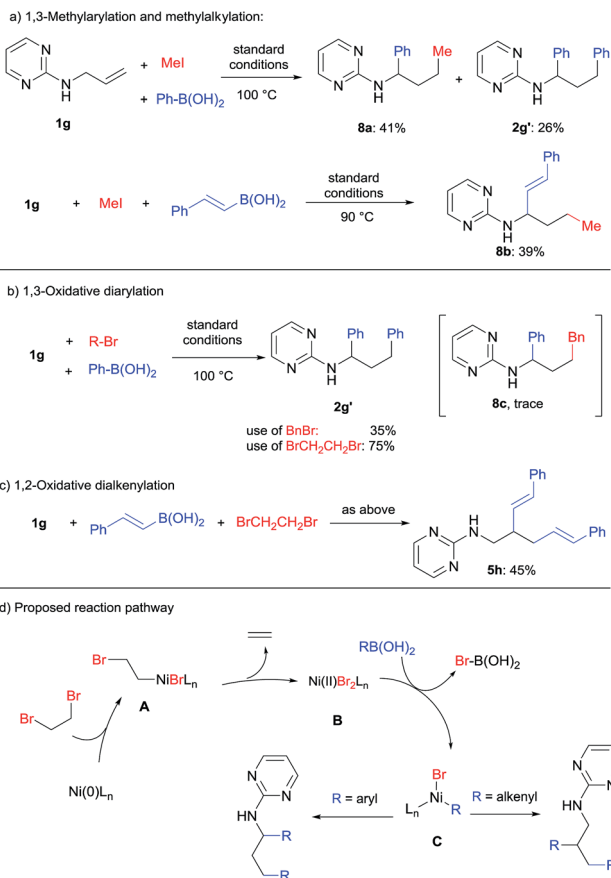 a) 1,3-Methylarylation and methylalkylation:
N
N
N
H
1g
+ MeI
+ Ph-B(OH)2
standard
conditions
100 °C
Ph
Me
N
N
N
H
8a: 41%
+
Ph
Ph
N
N
N
H
2g': 26%
1g + MeI + Ph B(OH)2
standard
conditions
90 °C
Ph
N
N
N
H
Me
8b: 39%
b) 1,3-Oxidative diarylation
1g
+ R-Br
+ Ph-B(OH)2
standard
conditions
100 °C
Ph
Ph
N
N
N
H
2g'
use of BnBr: 35%
use of BrCH2CH2Br: 75%
Ph
Bn
N
N
N
H
8c, trace
c) 1,2-Oxidative dialkenylation
1g + Ph B(OH)2 + BrCH2CH2Br
as above
Ph
H
N
N
N
Ph
5h: 45%
d) Proposed reaction pathway
Br
NiBrLn
A
Br
Br
Ni(0)Ln
Ni(II)Br2Ln
B
RB(OH)2
Br-B(OH)2
Br
Ni
Ln
R
C
R = aryl
R = alkenyl
N
N
HN
R
R
N
N
HN
R
R